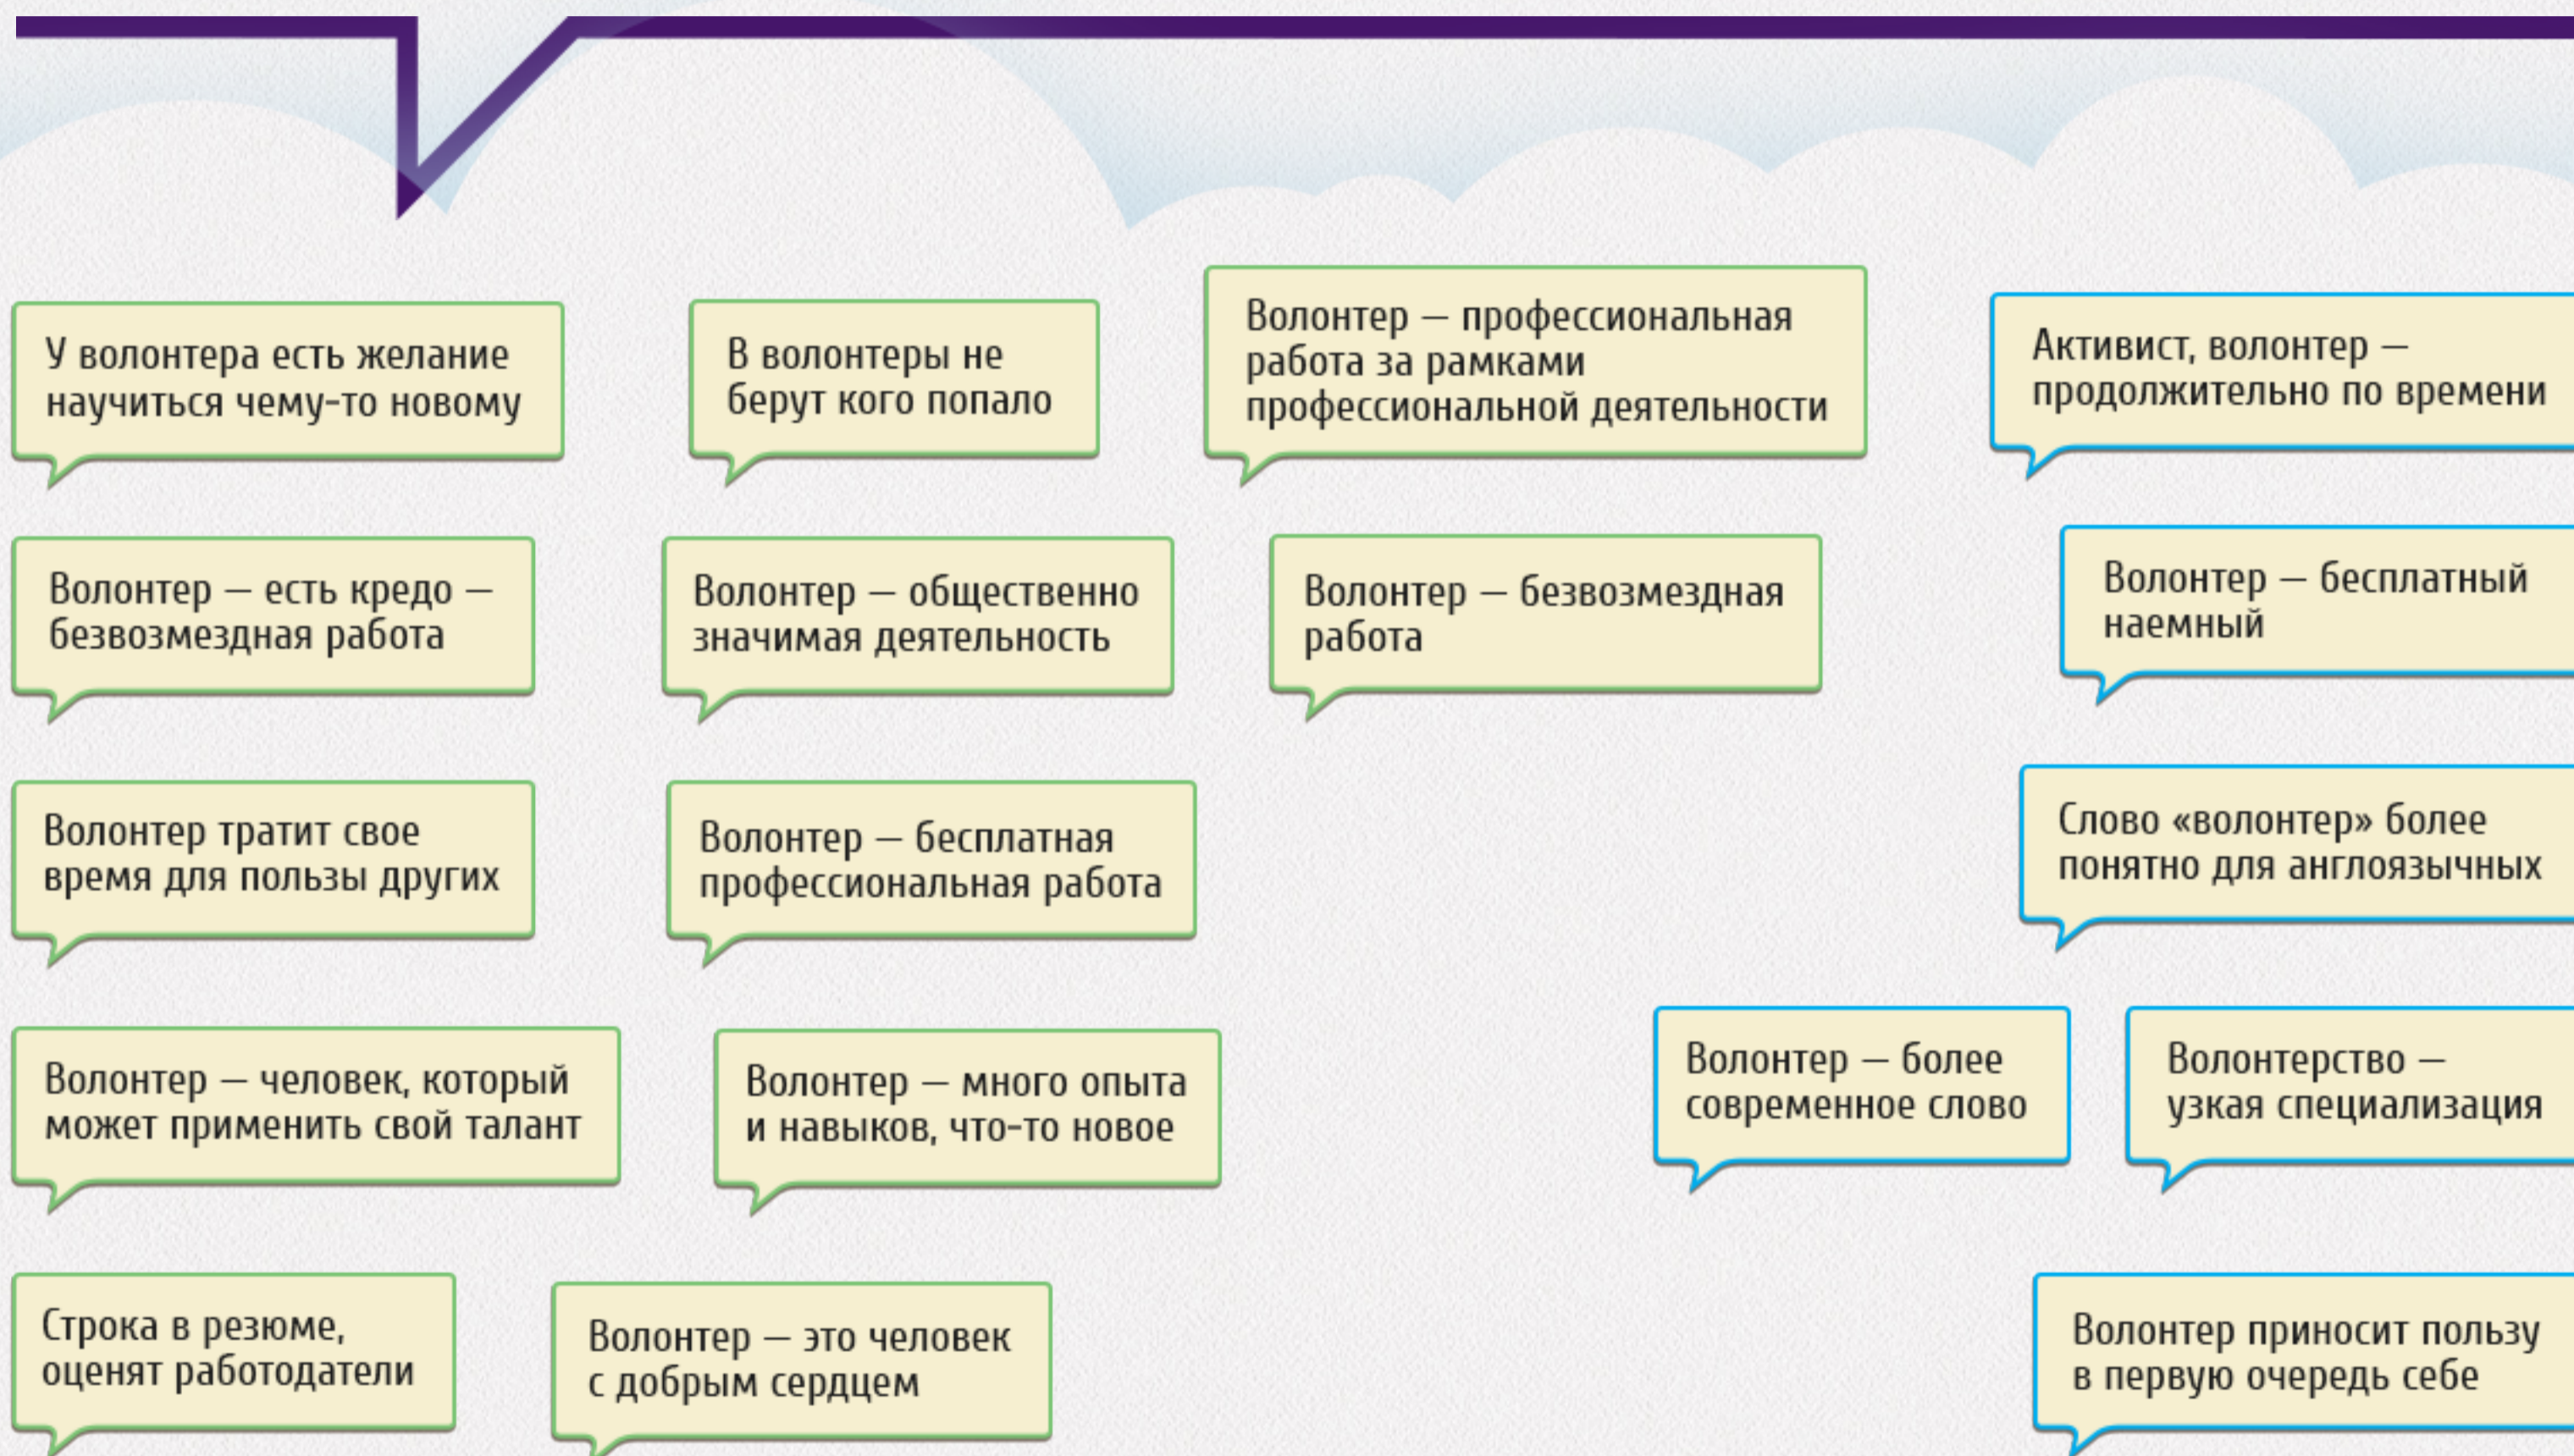 У волонтера есть желание
научиться чему-то новому
В волонтеры не
берут кого попало
Волонтер — профессиональная
работа за рамками
профессиональной деятельности
Активист, волонтер —
продолжительно по времени
Волонтер — есть кредо —
безвозмездная работа
Волонтер — общественно
значимая деятельность
Волонтер — безвозмездная
работа
Волонтер — бесплатный
наемный
Волонтер тратит свое
время для пользы других
Волонтер — бесплатная
профессиональная работа
Слово «волонтер» более
понятно для англоязычных
Волонтер — человек, который
может применить свой талант
Волонтер — много опыта
и навыков, что-то новое
Волонтер — более
современное слово
Волонтерство —
узкая специализация
Строка в резюме,
оценят работодатели
Волонтер — это человек
с добрым сердцем
Волонтер приносит пользу
в первую очередь себе